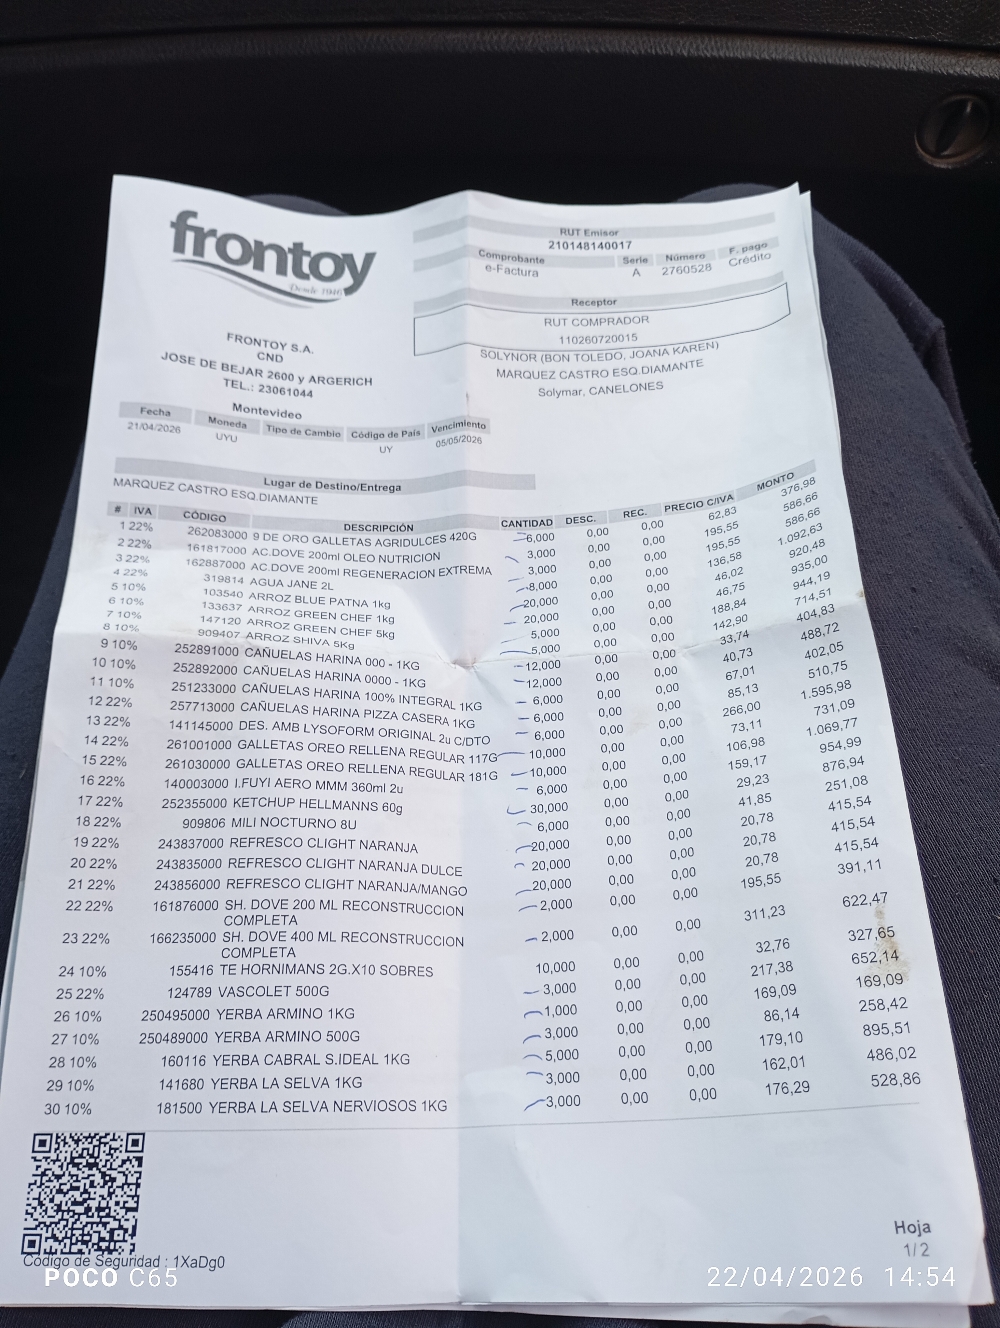 frontoy
Desde 1946
RUT Emisor
210148140017
Comprobante Serie Número F. pago
e-Factura A 2760528 Crédito
Receptor
RUT COMPRADOR
110260720015
SOLYNOR (BON TOLEDO, JOANA KAREN)
MARQUEZ CASTRO ESQ.DIAMANTE
Solymar, CANELONES
FRONTOY S.A.
CND
JOSE DE BEJAR 2600 y ARGERICH
TEL.: 23061044
Montevideo
Fecha Moneda Tipo de Cambio Código de País Vencimiento
21/04/2026 UYU UY 05/05/2026
Lugar de Destino/Entrega
MARQUEZ CASTRO ESQ.DIAMANTE
# IVA CÓDIGO DESCRIPCIÓN CANTIDAD DESC. REC. PRECIO C/IVA MONTO
1 22% 262083000 9 DE ORO GALLETAS AGRIDULCES 420G 6,000 0,00 0,00 62,83 376,98
2 22% 161817000 AC.DOVE 200ml OLEO NUTRICION 3,000 0,00 0,00 195,55 586,66
3 22% 162887000 AC.DOVE 200ml REGENERACION EXTREMA 3,000 0,00 0,00 195,55 586,66
4 22% 319814 AGUA JANE 2L 8,000 0,00 0,00 136,58 1.092,63
5 10% 103540 ARROZ BLUE PATNA 1kg 20,000 0,00 0,00 46,02 920,48
6 10% 133637 ARROZ GREEN CHEF 1kg 20,000 0,00 0,00 46,75 935,00
7 10% 147120 ARROZ GREEN CHEF 5kg 5,000 0,00 0,00 188,84 944,19
8 10% 909407 ARROZ SHIVA 5Kg 5,000 0,00 0,00 142,90 714,51
9 10% 252891000 CAÑUELAS HARINA 000 - 1KG 12,000 0,00 0,00 33,74 404,83
10 10% 252892000 CAÑUELAS HARINA 0000 - 1KG 12,000 0,00 0,00 40,73 488,72
11 10% 251233000 CAÑUELAS HARINA 100% INTEGRAL 1KG 6,000 0,00 0,00 67,01 402,05
12 22% 257713000 CAÑUELAS HARINA PIZZA CASERA 1KG 6,000 0,00 0,00 85,13 510,75
13 22% 141145000 DES. AMB LYSOFORM ORIGINAL 2u C/DTO 6,000 0,00 0,00 266,00 1.595,98
14 22% 261001000 GALLETAS OREO RELLENA REGULAR 117G 10,000 0,00 0,00 73,11 731,09
15 22% 261030000 GALLETAS OREO RELLENA REGULAR 181G 10,000 0,00 0,00 106,98 1.069,77
16 22% 140003000 I.FUYI AERO MMM 360ml 2u 6,000 0,00 0,00 159,17 954,99
17 22% 252355000 KETCHUP HELLMANNS 60g 30,000 0,00 0,00 29,23 876,94
18 22% 909806 MILI NOCTURNO 8U 6,000 0,00 0,00 41,85 251,08
19 22% 243837000 REFRESCO CLIGHT NARANJA 20,000 0,00 0,00 20,78 415,54
20 22% 243835000 REFRESCO CLIGHT NARANJA DULCE 20,000 0,00 0,00 20,78 415,54
21 22% 243856000 REFRESCO CLIGHT NARANJA/MANGO 20,000 0,00 0,00 20,78 415,54
22 22% 161876000 SH. DOVE 200 ML RECONSTRUCCION 2,000 0,00 0,00 195,55 391,11
COMPLETA
23 22% 166235000 SH. DOVE 400 ML RECONSTRUCCION 2,000 0,00 0,00 311,23 622,47
COMPLETA
24 10% 155416 TE HORNIMANS 2G.X10 SOBRES 10,000 0,00 0,00 32,76 327,65
25 22% 124789 VASCOLET 500G 3,000 0,00 0,00 217,38 652,14
26 10% 250495000 YERBA ARMINO 1KG 1,000 0,00 0,00 169,09 169,09
27 10% 250489000 YERBA ARMINO 500G 3,000 0,00 0,00 86,14 258,42
28 10% 160116 YERBA CABRAL S.IDEAL 1KG 5,000 0,00 0,00 179,10 895,51
29 10% 141680 YERBA LA SELVA 1KG 3,000 0,00 0,00 162,01 486,02
30 10% 181500 YERBA LA SELVA NERVIOSOS 1KG 3,000 0,00 0,00 176,29 528,86
Código de Seguridad : 1XaDg0
Hoja
1/2
POCO C65
22/04/2026 14:54